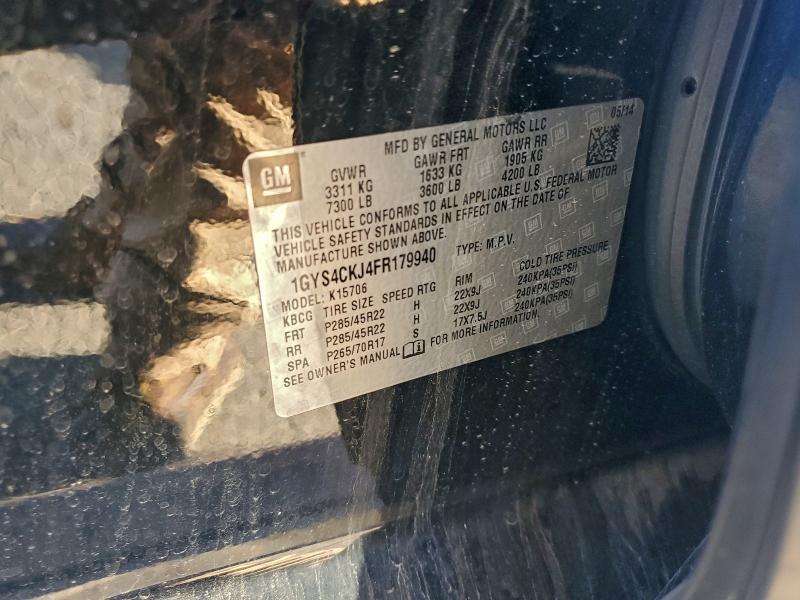 05/14
MFD BY GENERAL MOTORS LLC
GM
GVWR GAWR FRT GAWR RR
3311 KG 1633 KG 1905 KG
7300 LB 3600 LB 4200 LB
THIS VEHICLE CONFORMS TO ALL APPLICABLE U.S. FEDERAL MOTOR
VEHICLE SAFETY STANDARDS IN EFFECT ON THE DATE OF
MANUFACTURE SHOWN ABOVE.
1GYS4CKJ4FR179940 TYPE: M.P.V.
MODEL: K15706
KBCG TIRE SIZE SPEED RTG RIM COLD TIRE PRESSURE
FRT P285/45R22 H 22X9J 240KPA(35PSI)
RR P285/45R22 H 22X9J 240KPA(35PSI)
SPA P265/70R17 S 17X7.5J 240KPA(35PSI)
SEE OWNER'S MANUAL FOR MORE INFORMATION.